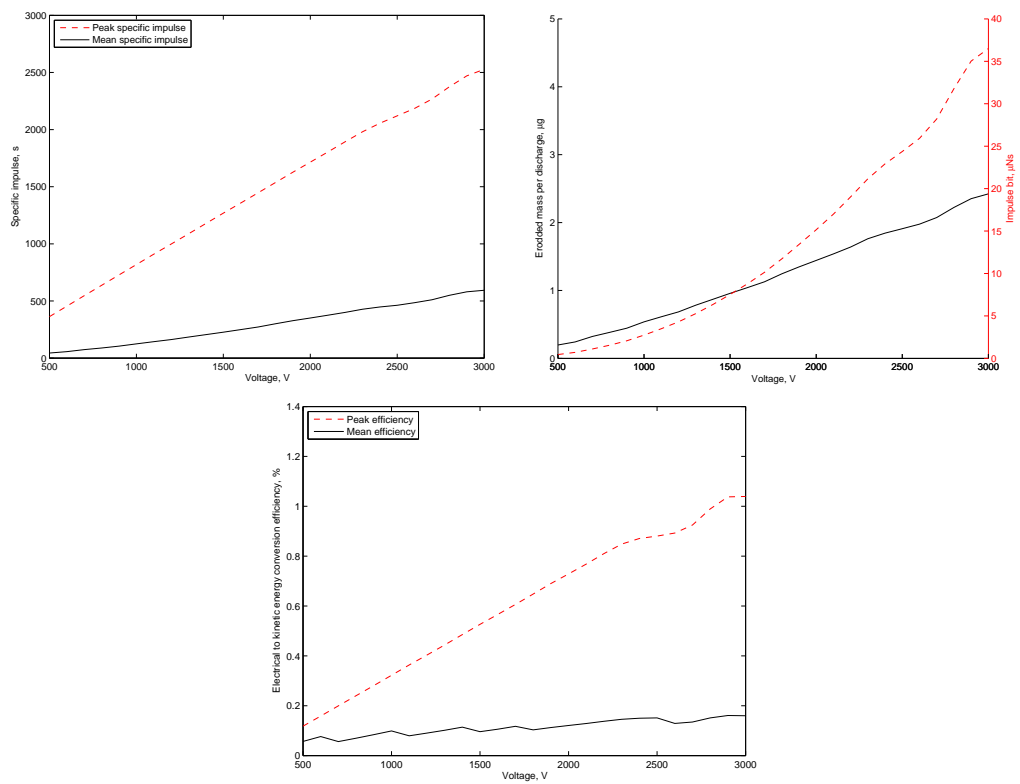 3000
2500
2000
1500
1000
500
0
Specific impulse, s
Peak specific impulse
Mean specific impulse
500 1000 1500 2000 2500 3000
Voltage, V
5
4
3
2
1
0
Erodded mass per discharge, μg
40
35
30
25
20
15
10
5
0
Impulse bit, μNs
500 1000 1500 2000 2500 3000
Voltage, V
1.4
1.2
1
0.8
0.6
0.4
0.2
0
Electrical to kinetic energy conversion efficiency, %
Peak efficiency
Mean efficiency
500 1000 1500 2000 2500 3000
Voltage, V